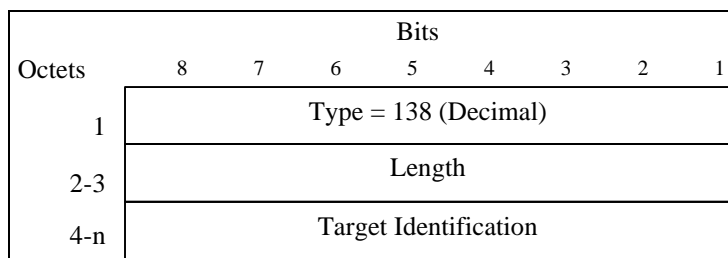 Bits
Octets 8 7 6 5 4 3 2 1
1 Type = 138 (Decimal)
2-3 Length
4-n Target Identification